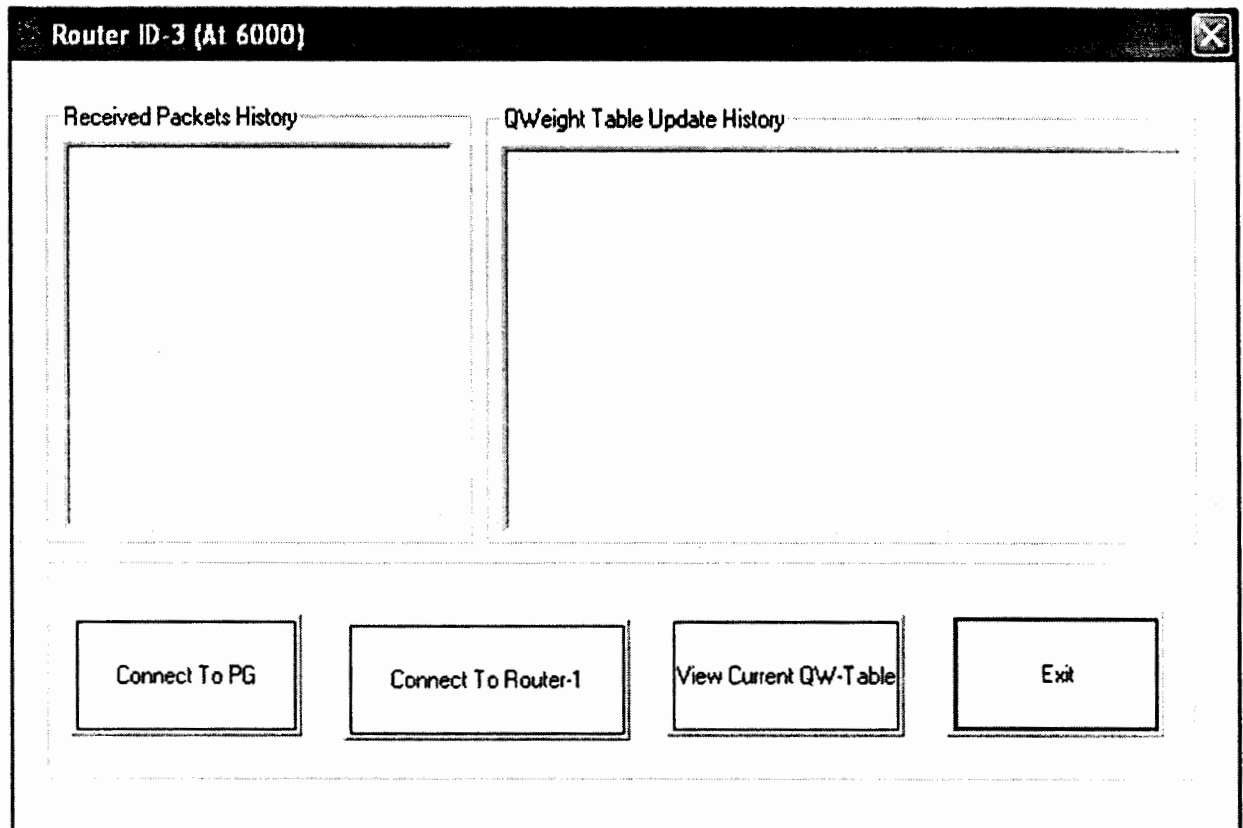 Router ID-3 (At 6000)
Received Packets History
QWeight Table Update History
Connect To PG
Connect To Router-1
View Current QW-Table
Exit